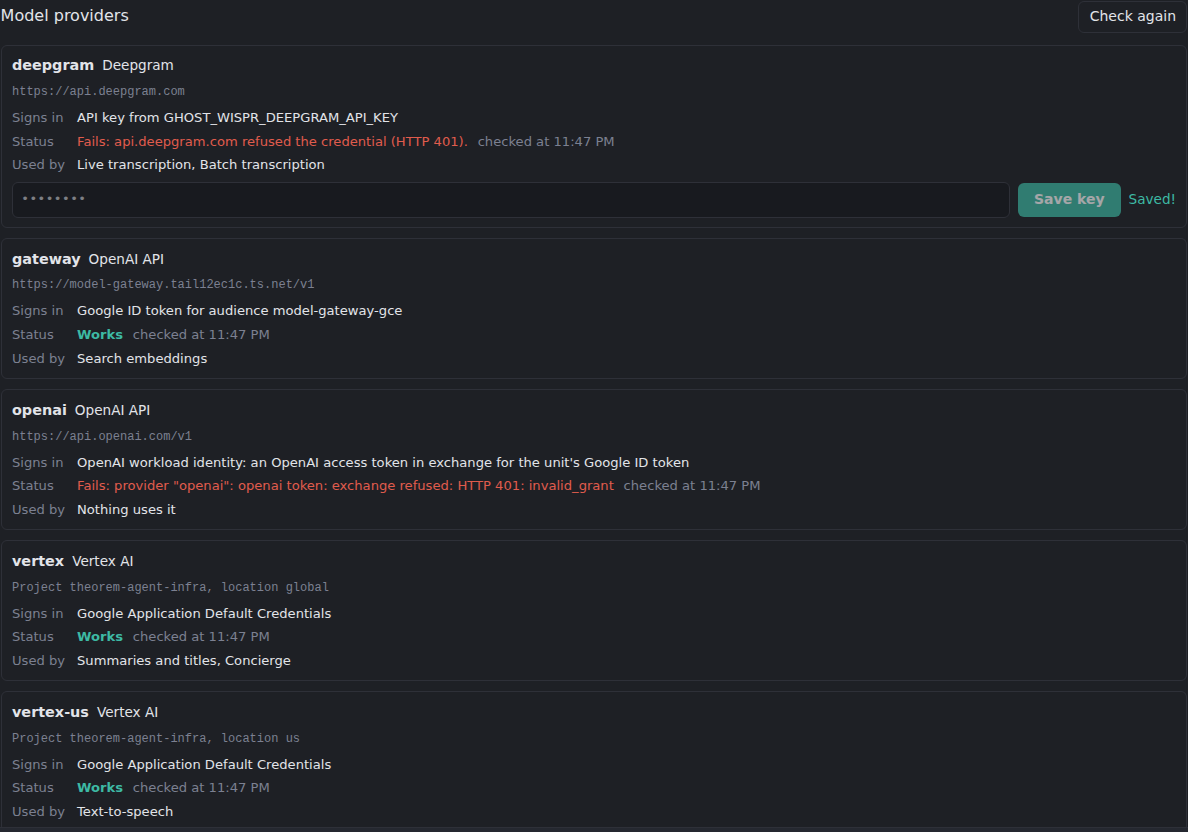 Model providers Check again
deepgram Deepgram
https://api.deepgram.com
Signs in API key from GHOST_WISPR_DEEPGRAM_API_KEY
Status Fails: api.deepgram.com refused the credential (HTTP 401). checked at 11:47 PM
Used by Live transcription, Batch transcription
•••••••• Save key Saved!
gateway OpenAI API
https://model-gateway.tail12ec1c.ts.net/v1
Signs in Google ID token for audience model-gateway-gce
Status Works checked at 11:47 PM
Used by Search embeddings
openai OpenAI API
https://api.openai.com/v1
Signs in OpenAI workload identity: an OpenAI access token in exchange for the unit's Google ID token
Status Fails: provider "openai": openai token: exchange refused: HTTP 401: invalid_grant checked at 11:47 PM
Used by Nothing uses it
vertex Vertex AI
Project theorem-agent-infra, location global
Signs in Google Application Default Credentials
Status Works checked at 11:47 PM
Used by Summaries and titles, Concierge
vertex-us Vertex AI
Project theorem-agent-infra, location us
Signs in Google Application Default Credentials
Status Works checked at 11:47 PM
Used by Text-to-speech